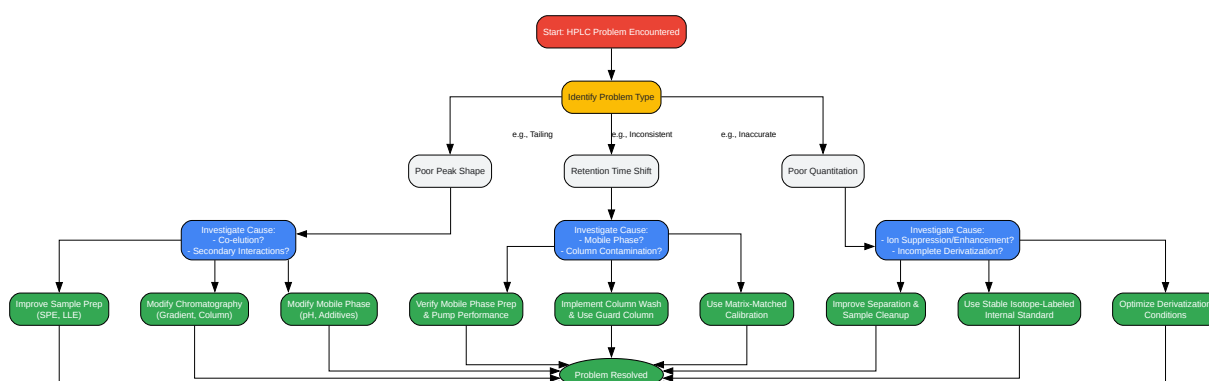 Start: HPLC Problem Encountered
Identify Problem Type
e.g., Tailing
e.g., Inconsistent
e.g., Inaccurate
Poor Peak Shape
Retention Time Shift
Poor Quantitation
Investigate Cause:
- Co-elution?
- Secondary Interactions?
Investigate Cause:
- Mobile Phase?
- Column Contamination?
Investigate Cause:
- Ion Suppression/Enhancement?
- Incomplete Derivatization?
Improve Sample Prep
(SPE, LLE)
Modify Chromatography
(Gradient, Column)
Modify Mobile Phase
(pH, Additives)
Verify Mobile Phase Prep
& Pump Performance
Implement Column Wash
& Use Guard Column
Use Matrix-Matched
Calibration
Improve Separation &
Sample Cleanup
Use Stable Isotope-Labeled
Internal Standard
Optimize Derivatization
Conditions
Problem Resolved